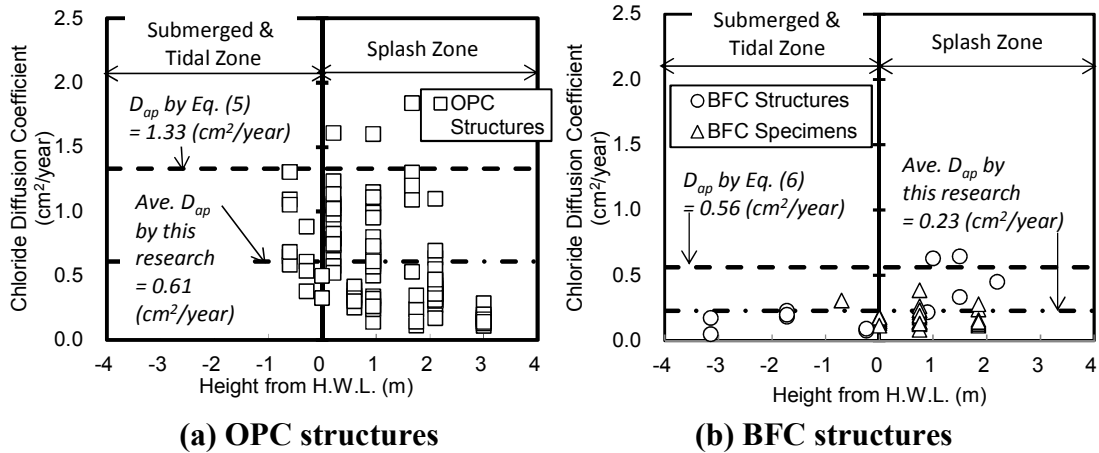 Chloride Diffusion Coefficient
(cm²/year)
2.5
2.0
1.5
1.0
0.5
0.0
Submerged &
Tidal Zone
Splash Zone
D_ap by Eq. (5)
= 1.33 (cm²/year)
OPC
Structures
Ave. D_ap
by this
research
= 0.61
(cm²/year)
-4 -3 -2 -1 0 1 2 3 4
Height from H.W.L. (m)
(a) OPC structures
Chloride Diffusion Coefficient
(cm²/year)
2.5
2.0
1.5
1.0
0.5
0.0
Submerged &
Tidal Zone
Splash Zone
BFC Structures
BFC Specimens
D_ap by Eq. (6)
= 0.56 (cm²/year)
Ave. D_ap by
this research
= 0.23 (cm²/year)
-4 -3 -2 -1 0 1 2 3 4
Height from H.W.L. (m)
(b) BFC structures